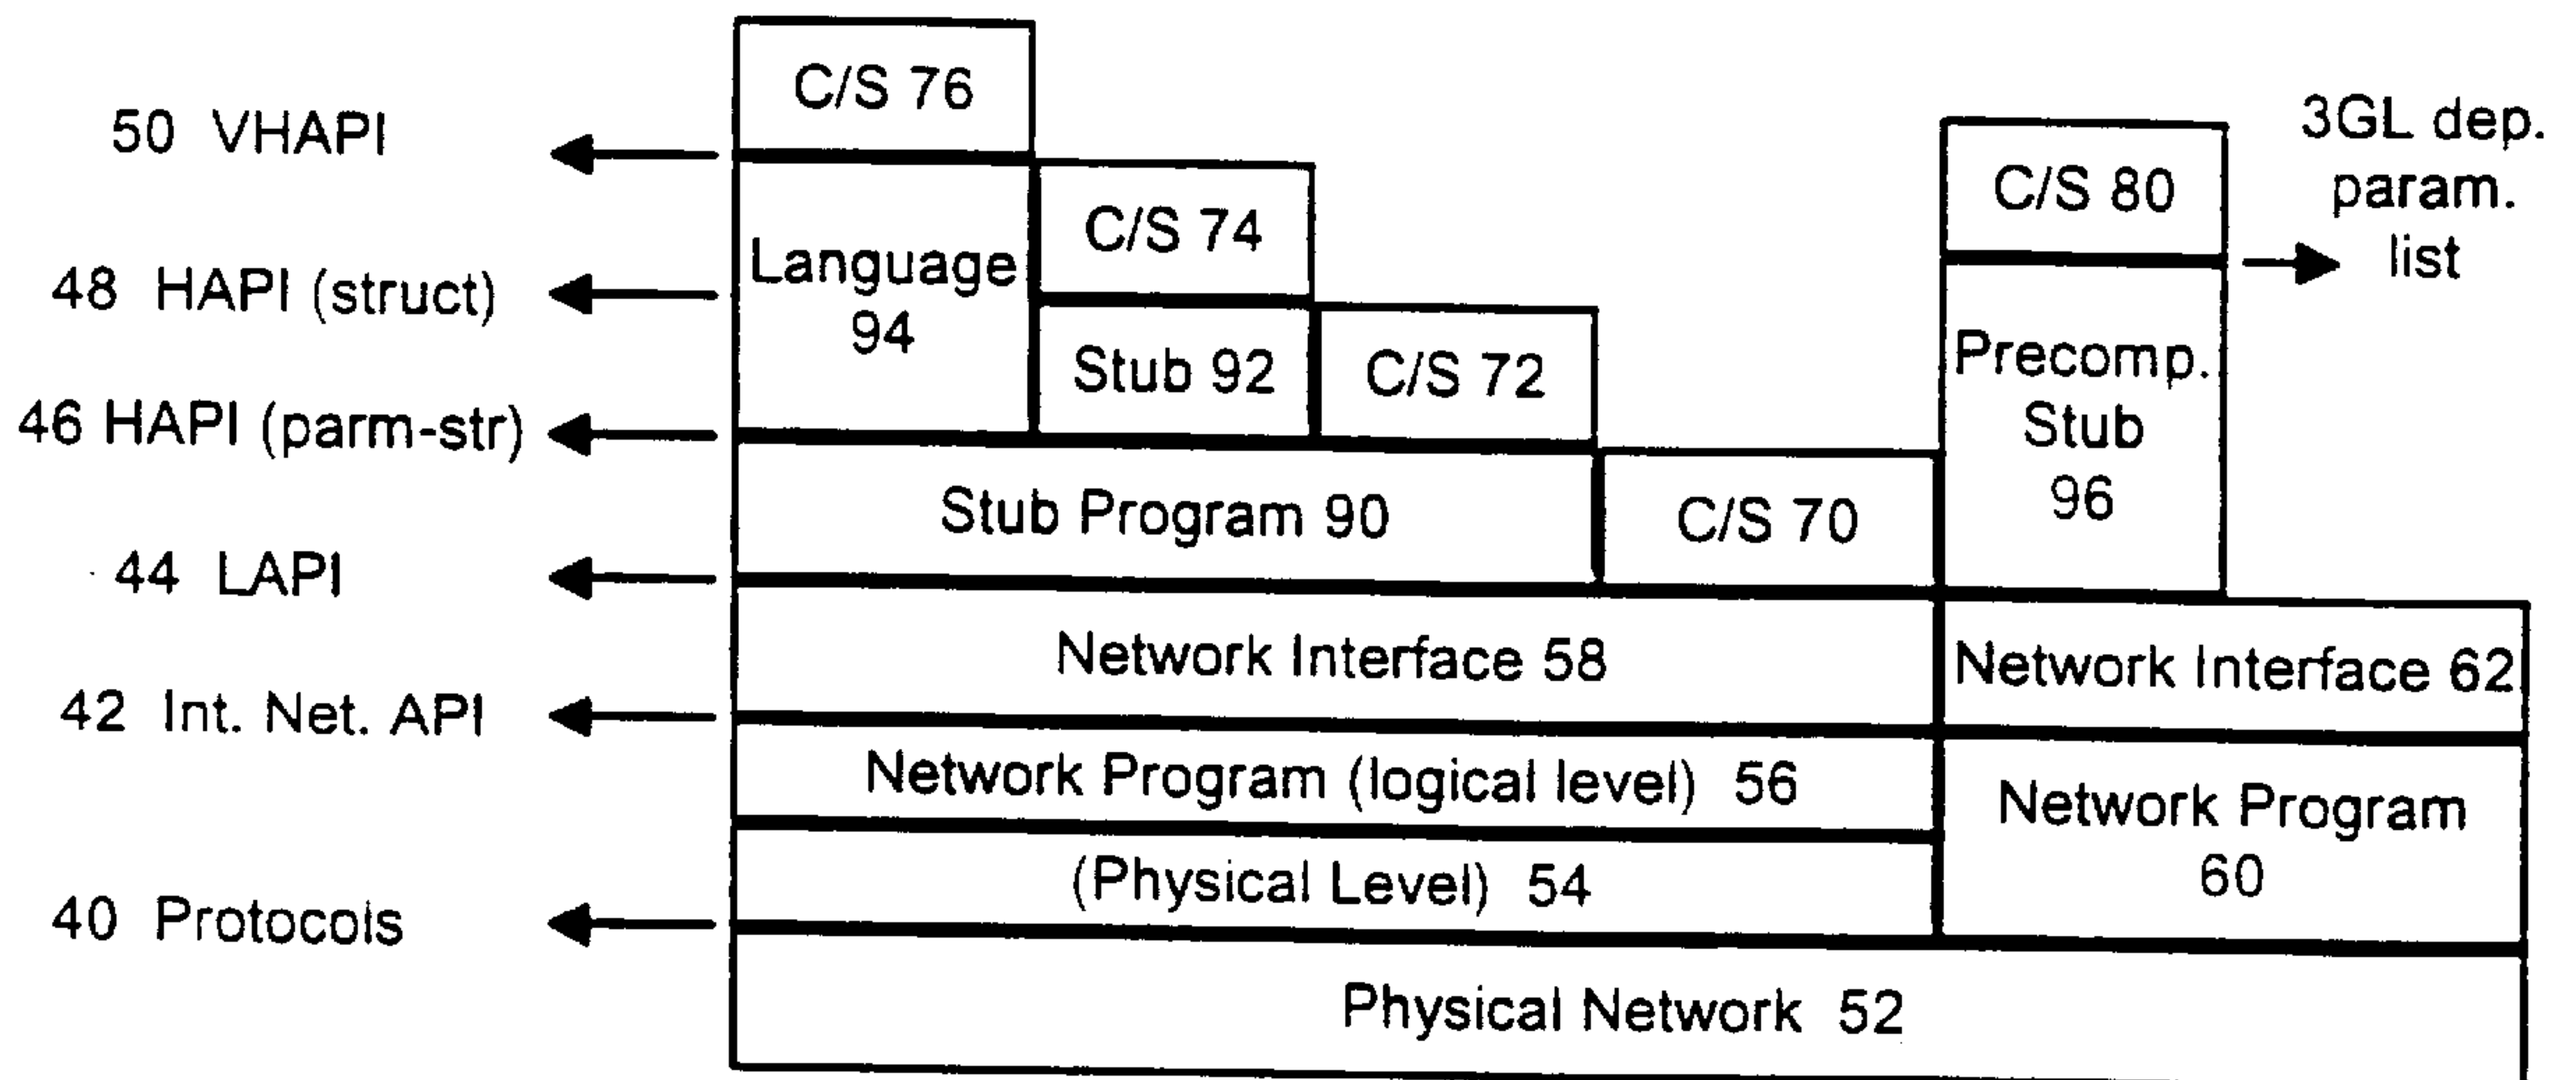 C/S 76
50 VHAPI
3GL dep.
param.
list
C/S 80
C/S 74
Language
94
48 HAPI (struct)
Stub 92
C/S 72
Precomp.
Stub
96
46 HAPI (parm-str)
Stub Program 90
C/S 70
44 LAPI
Network Interface 58
Network Interface 62
42 Int. Net. API
Network Program (logical level) 56
Network Program
60
(Physical Level) 54
40 Protocols
Physical Network 52